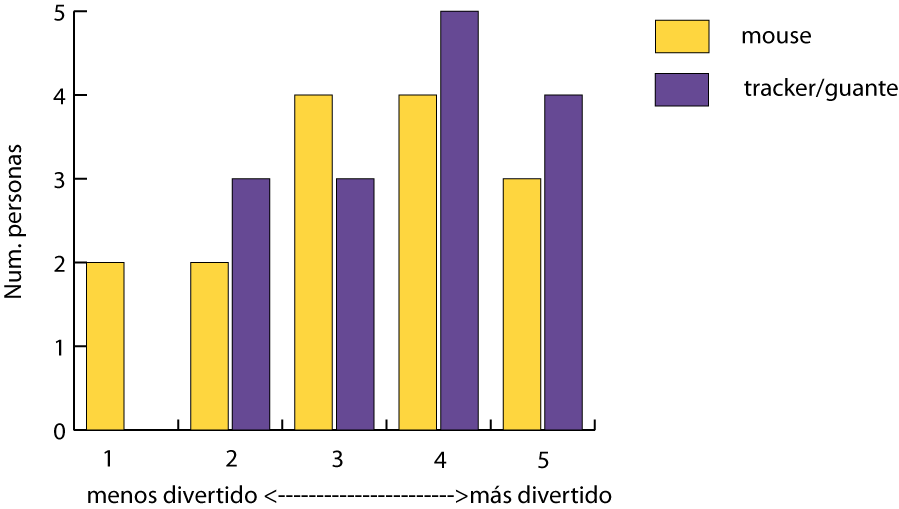 5
4
3
2
1
0
Num. personas
1 2 3 4 5
menos divertido <----------------------->más divertido
mouse
tracker/guante